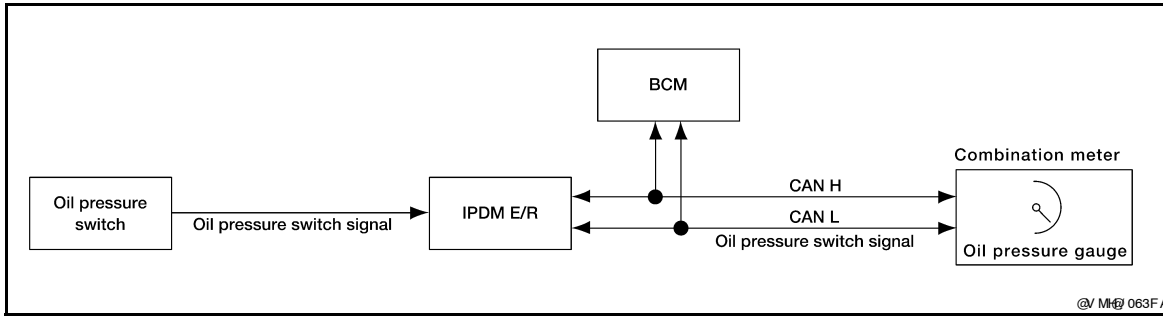 BCM
Combination meter
Oil pressure
switch
Oil pressure switch signal
IPDM E/R
CAN H
CAN L
Oil pressure switch signal
Oil pressure gauge